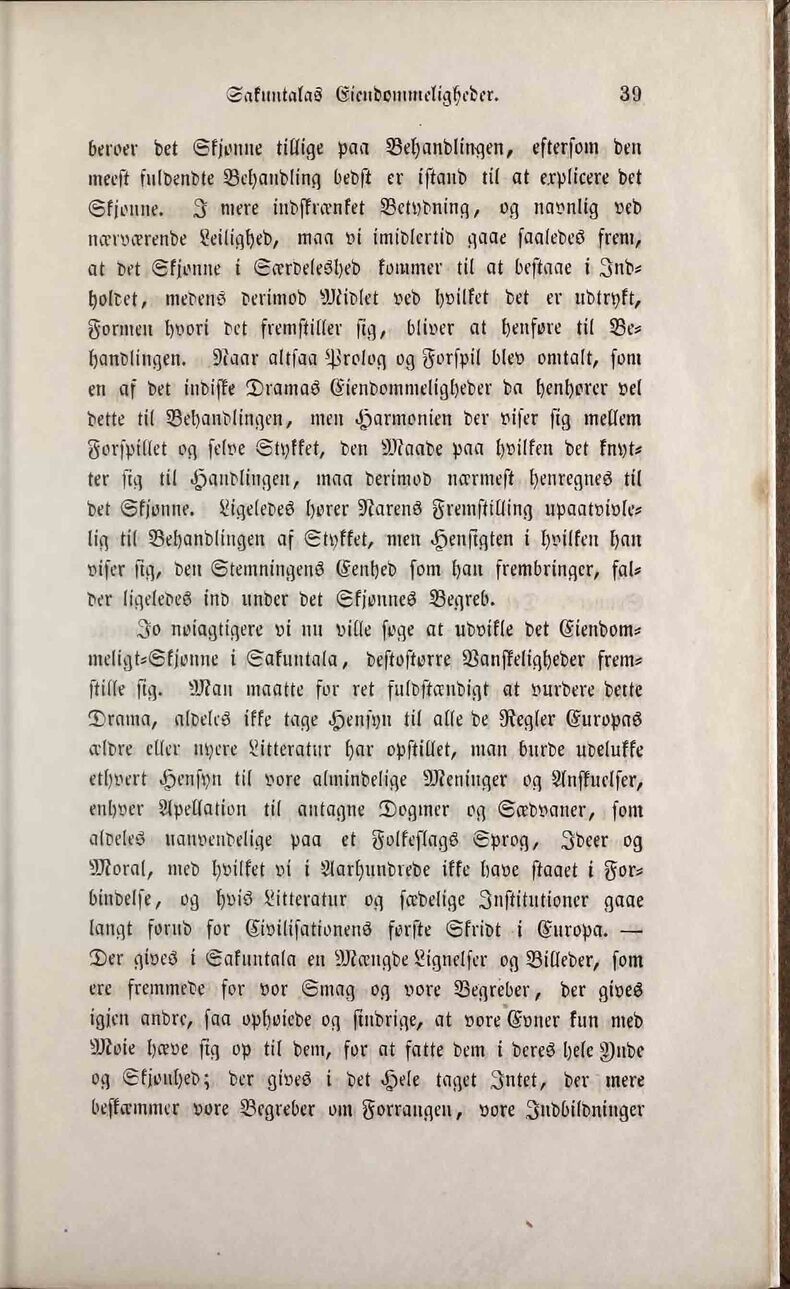 Sakuntalas Eiendommeligheder. 39
beroer det Skjønne tillige paa Behandlingen, eftersom den
meest fuldendte Behandling bedst er istand til at explicere det
Skjønne. I mere indskrænket Betydning, og navnlig ved
nærværende Leilighed, maa vi imidlertid gaae saaledes frem,
at det Skjønne i Særdeleshed kommer til at bestaae i Ind-
holdet, medens derimod Midlet ved hvilket det er udtrykt,
Formen hvori det fremstiller sig, bliver at henføre til Be-
handlingen. Naar altsaa Prolog og Forspil blev omtalt, som
en af det indiske Dramas Eiendommeligheder da henhører vel
dette til Behandlingen, men Harmonien der viser sig mellem
Forspillet og selve Stykket, den Maade paa hvilken det knyt-
ter sig til Handlingen, maa derimod nærmest henregnes til
det Skjønne. Ligeledes hører Narens Fremstilling upaatvivle-
lig til Behandlingen af Stykket, men Hensigten i hvilken han
viser sig, den Stemningens Eenhed som han frembringer, fal-
der ligeledes ind under det Skjønnes Begreb.
Jo nøiagtigere vi nu ville søge at udvikle det Eiendom-
meligt-Skjønne i Sakuntala, destostørre Vanskeligheder frem-
stille sig. Man maatte for ret fuldstændigt at vurdere dette
Drama, aldeles ikke tage Hensyn til alle de Regler Europas
ældre eller nyere Litteratur har opstillet, man burde udelukke
ethvert Hensyn til vore almindelige Meninger og Anskuelser,
enhver Apellation til antagne Dogmer og Sædvaner, som
aldeles uanvendelige paa et Folkeslags Sprog, Ideer og
Moral, med hvilket vi i Aarhundrede ikke have staaet i For-
bindelse, og hvis Litteratur og sædelige Institutioner gaae
langt forud for Civilisationens første Skridt i Europa. —
Der gives i Sakuntala en Mængde Lignelser og Billeder, som
ere fremmede for vor Smag og vore Begreber, der gives
igjen andre, saa ophøiede og sindrige, at vore Evner kun med
Møie hæve sig op til dem, for at fatte dem i deres hele Ynde
og Skjønhed; der gives i det Hele taget Intet, der mere
beskæmmer vore Begreber om Forrangen, vore Indbildninger